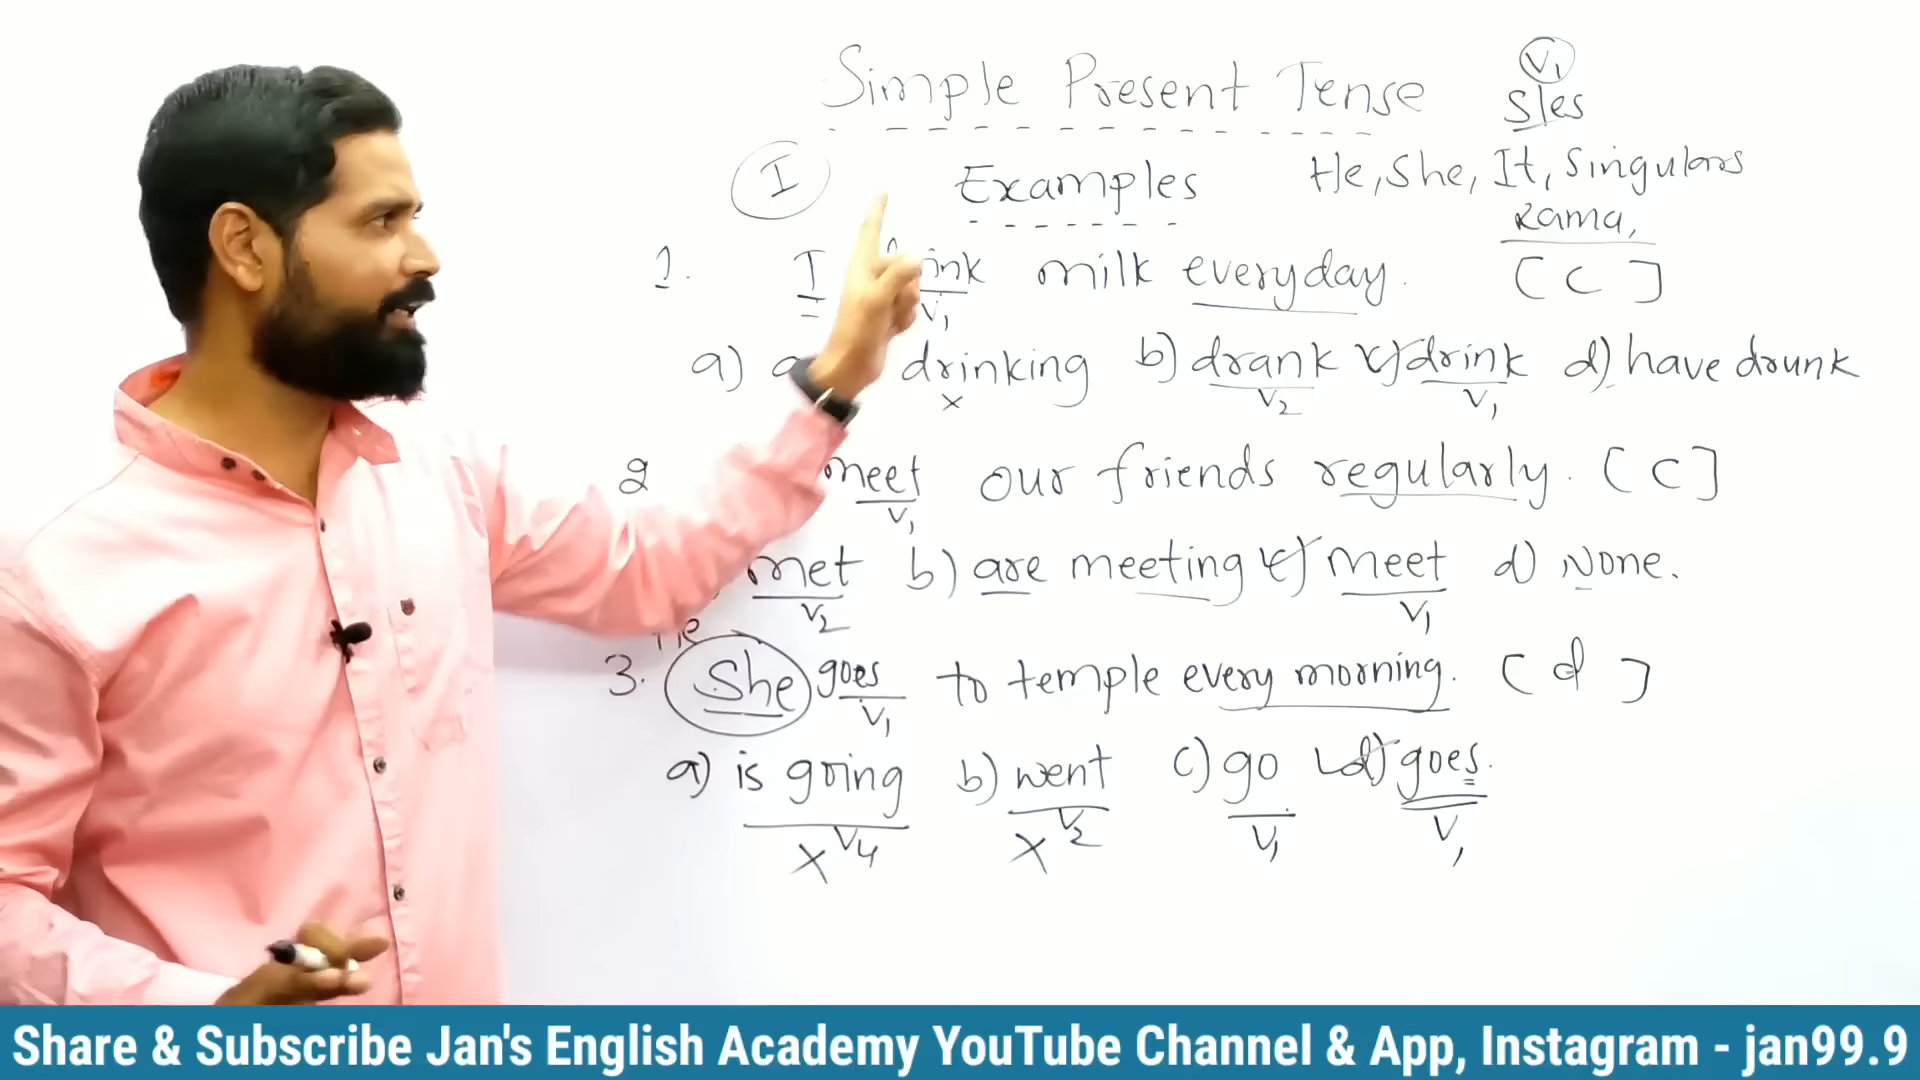 Simple Present Tense
V1
s/es
I
Examples
He, She, It, Singulars
Rama,
1. I drink milk everyday. [ C ]
V1
a) drinking b) drank c) drink d) have drunk
x V2 V1
2 meet our friends regularly. [ C ]
V1
met b) are meeting c) meet d) None.
V2 V1
He
3. She goes to temple every morning. [ d ]
V1
a) is going b) went c) go d) goes.
x V4 x V2 V1 V1
Share & Subscribe Jan's English Academy YouTube Channel & App, Instagram - jan99.9